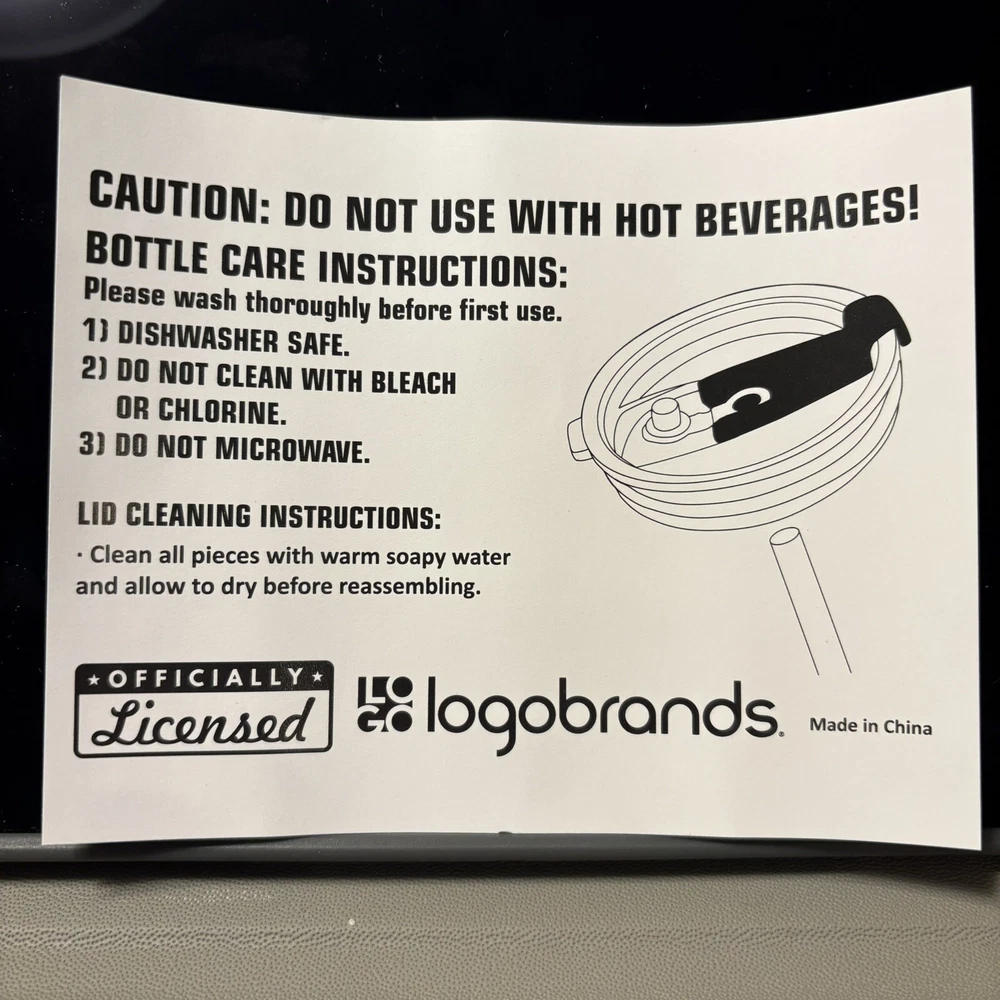 CAUTION: DO NOT USE WITH HOT BEVERAGES!
BOTTLE CARE INSTRUCTIONS:
Please wash thoroughly before first use.
1) DISHWASHER SAFE.
2) DO NOT CLEAN WITH BLEACH
OR CHLORINE.
3) DO NOT MICROWAVE.
LID CLEANING INSTRUCTIONS:
· Clean all pieces with warm soapy water
and allow to dry before reassembling.
★ OFFICIALLY ★
Licensed
LOGO logobrands® Made in China